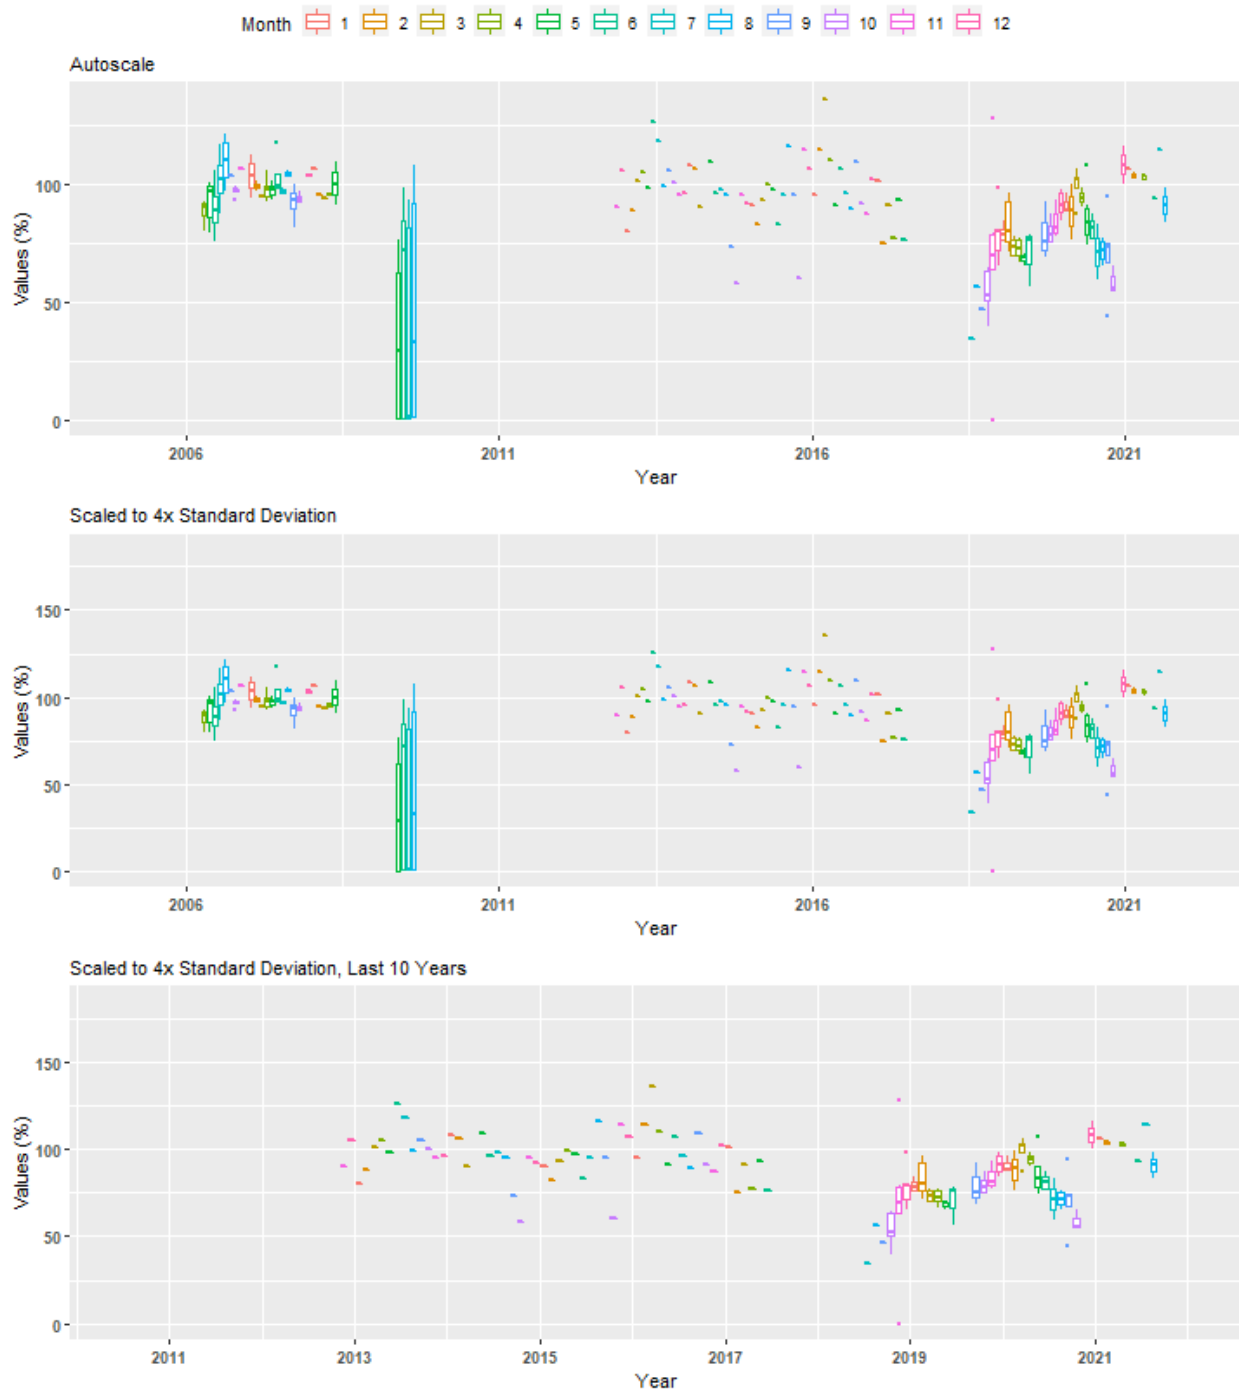 Month 1 2 3 4 5 6 7 8 9 10 11 12
Autoscale
Values (%)
100
50
0
2006 2011 2016 2021
Year
Scaled to 4x Standard Deviation
Values (%)
150
100
50
0
2006 2011 2016 2021
Year
Scaled to 4x Standard Deviation, Last 10 Years
Values (%)
150
100
50
0
2011 2013 2015 2017 2019 2021
Year